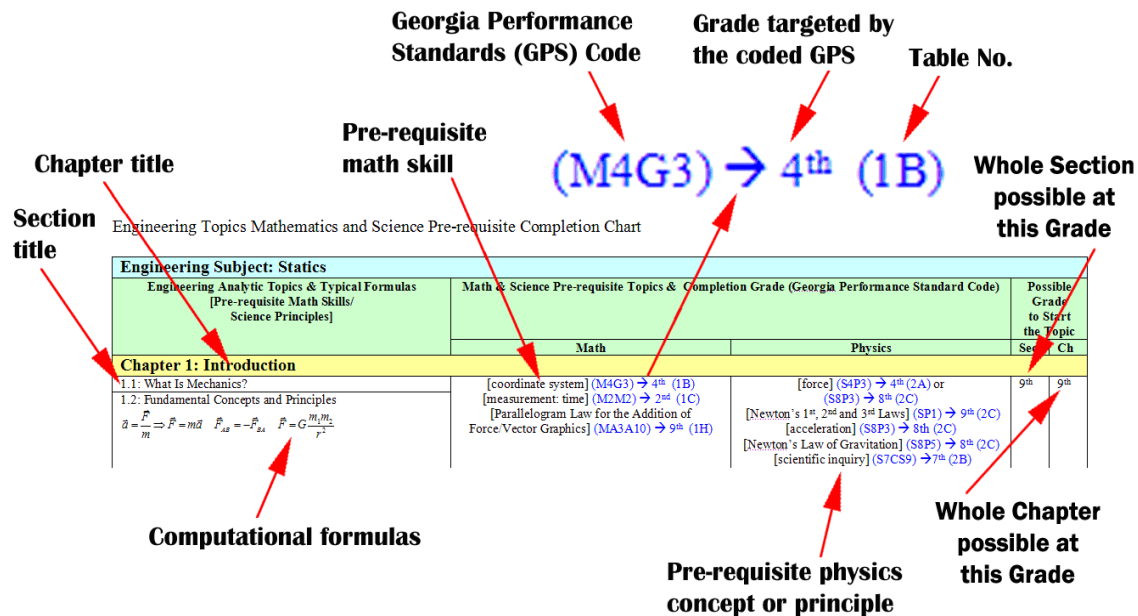 Georgia Performance
Standards (GPS) Code
Grade targeted by
the coded GPS
Table No.
Pre-requisite
math skill
(M4G3) → 4th (1B)
Chapter title
Whole Section
possible at
this Grade
Section
title
Engineering Topics Mathematics and Science Pre-requisite Completion Chart
Engineering Subject: Statics
Engineering Analytic Topics & Typical Formulas
[Pre-requisite Math Skills/
Science Principles]
Math & Science Pre-requisite Topics & Completion Grade (Georgia Performance Standard Code)
Possible
Grade
to Start
the Topic
Math
Physics
Sec
Ch
Chapter 1: Introduction
1.1: What Is Mechanics?
1.2: Fundamental Concepts and Principles
a⃗ = F⃗/m ⇒ F⃗ = ma⃗ F⃗_AB = −F⃗_BA F⃗ = G m₁m₂/r²
[coordinate system] (M4G3) → 4th (1B)
[measurement: time] (M2M2) → 2nd (1C)
[Parallelogram Law for the Addition of
Force/Vector Graphics] (MA3A10) → 9th (1H)
[force] (S4P3) → 4th (2A) or
(S8P3) → 8th (2C)
[Newton's 1st, 2nd and 3rd Laws] (SP1) → 9th (2C)
[acceleration] (S8P3) → 8th (2C)
[Newton's Law of Gravitation] (S8P5) → 8th (2C)
[scientific inquiry] (S7CS9) →7th (2B)
9th
9th
Computational formulas
Pre-requisite physics
concept or principle
Whole Chapter
possible at
this Grade